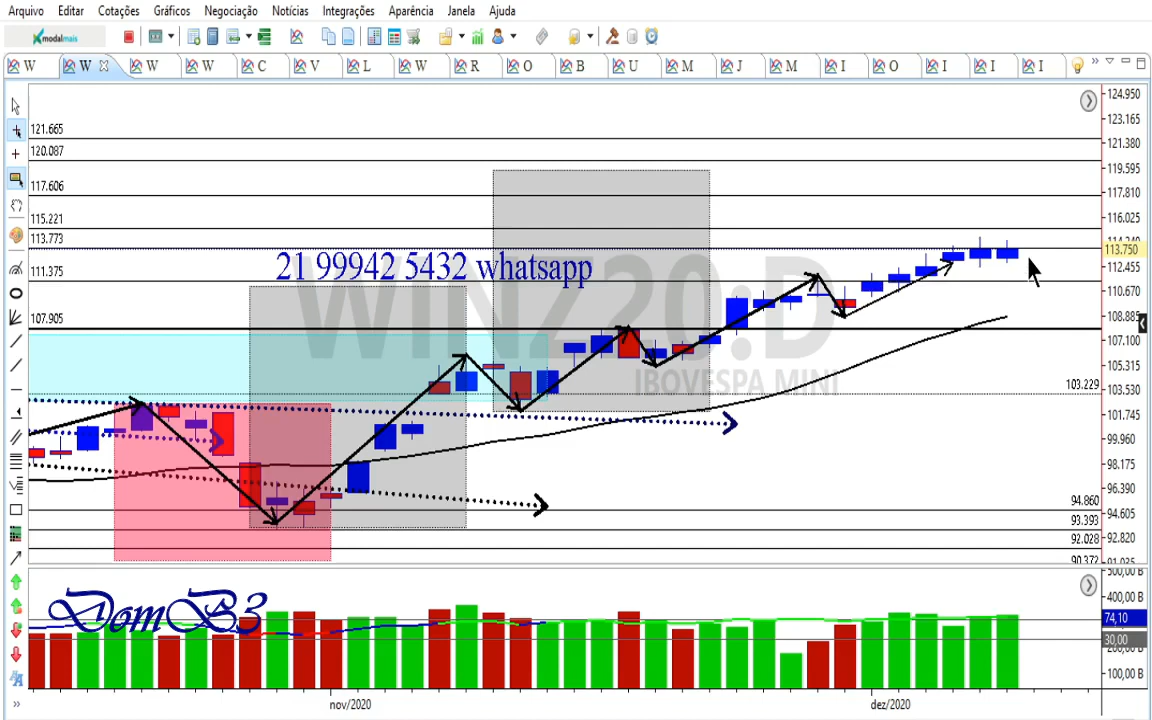 Arquivo Editar Cotações Gráficos Negociação Notícias Integrações Aparência Janela Ajuda
modalmais
W W W W C V L W R O B U M J M I O I I I
124.950
123.165
121.665
121.380
120.087
119.595
117.606
117.810
115.221
116.025
113.773
113.750
21 99942 5432 whatsapp
WINZ20:D
IBOVESPA MINI
112.455
111.375
110.670
108.885
107.905
107.100
105.315
103.229
103.530
101.745
99.960
98.175
96.390
94.860
94.605
93.393
92.820
92.028
90.372
91.035
DomB3
500,00 B
400,00 B
74,10
30,00
200,00 B
100,00 B
nov/2020 dez/2020